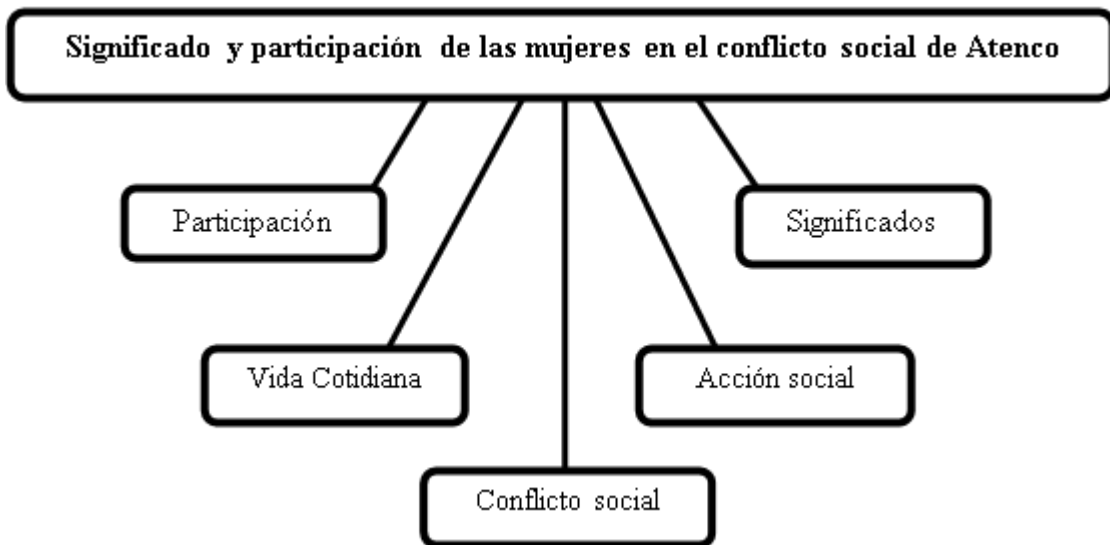 Significado y participación de las mujeres en el conflicto social de Atenco
Participación
Significados
Vida Cotidiana
Acción social
Conflicto social